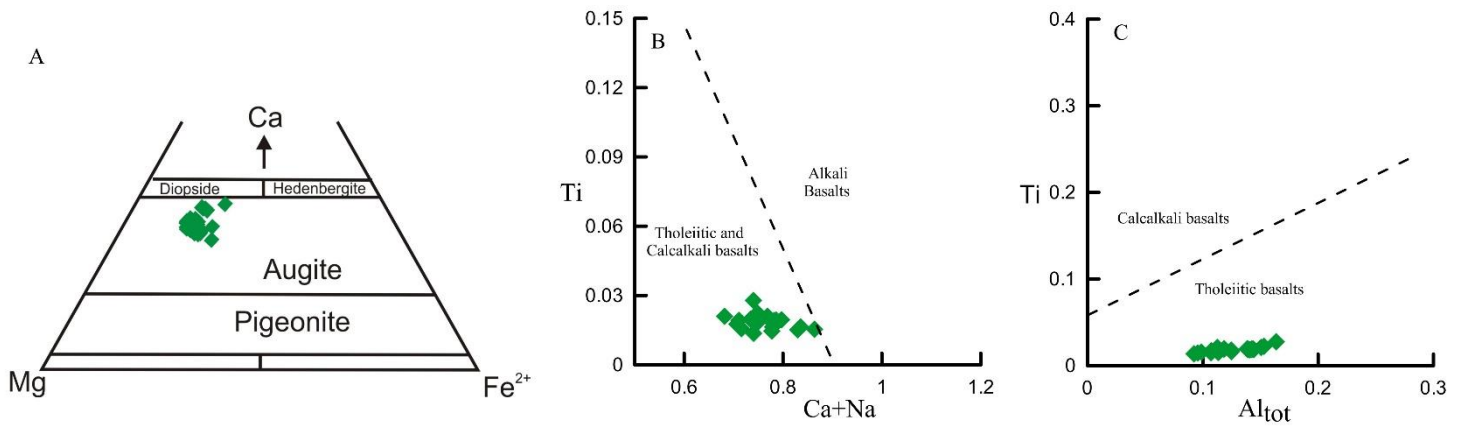 A
Ca
Diopside
Hedenbergite
Augite
Pigeonite
Mg
Fe2+
B
0.15
0.12
0.09
Ti
0.06
0.03
0
0.6
0.8
1
1.2
Ca+Na
Alkali
Basalts
Tholeiitic and
Calcalkali basalts
C
0.4
0.3
Ti
0.2
0.1
0
0
0.1
0.2
0.3
Altot
Calcalkali basalts
Tholeiitic basalts